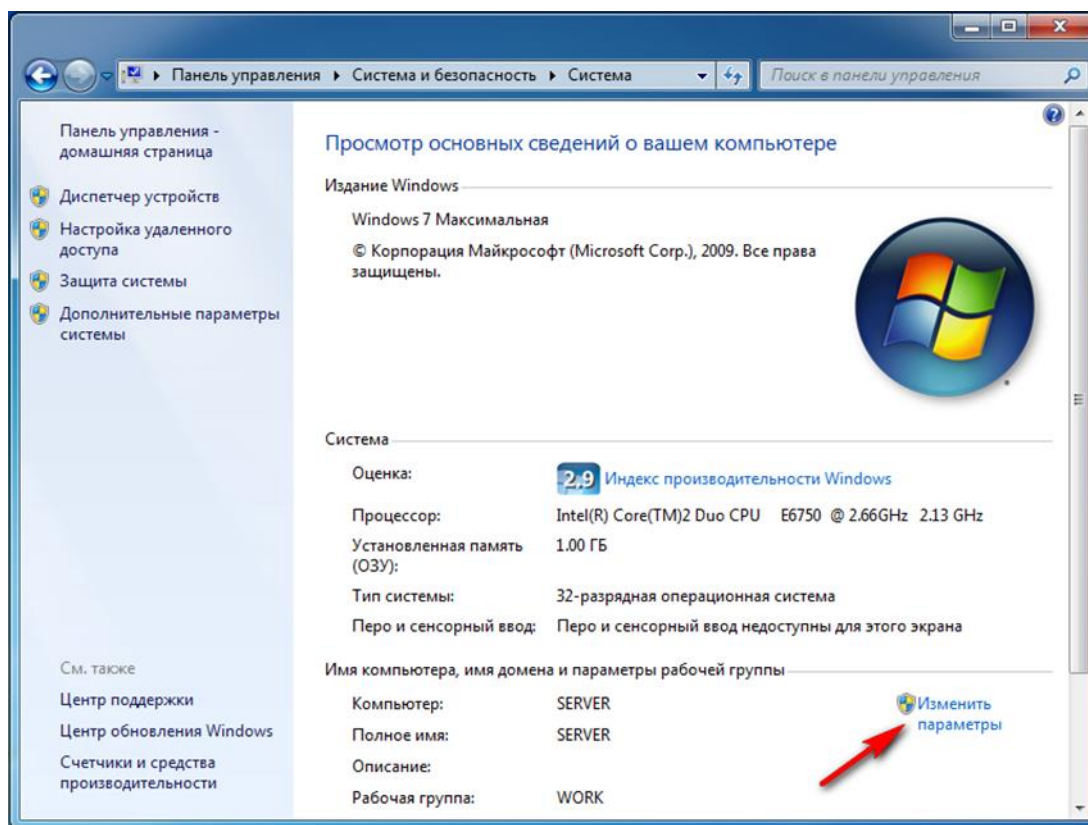 Панель управления ▸ Система и безопасность ▸ Система
Поиск в панели управления
Панель управления -
домашняя страница
Диспетчер устройств
Настройка удаленного
доступа
Защита системы
Дополнительные параметры
системы
См. также
Центр поддержки
Центр обновления Windows
Счетчики и средства
производительности
Просмотр основных сведений о вашем компьютере
Издание Windows
Windows 7 Максимальная
© Корпорация Майкрософт (Microsoft Corp.), 2009. Все права
защищены.
Система
Оценка: 2,9 Индекс производительности Windows
Процессор: Intel(R) Core(TM)2 Duo CPU E6750 @ 2.66GHz 2.13 GHz
Установленная память 1.00 ГБ
(ОЗУ):
Тип системы: 32-разрядная операционная система
Перо и сенсорный ввод: Перо и сенсорный ввод недоступны для этого экрана
Имя компьютера, имя домена и параметры рабочей группы
Компьютер: SERVER Изменить
параметры
Полное имя: SERVER
Описание:
Рабочая группа: WORK